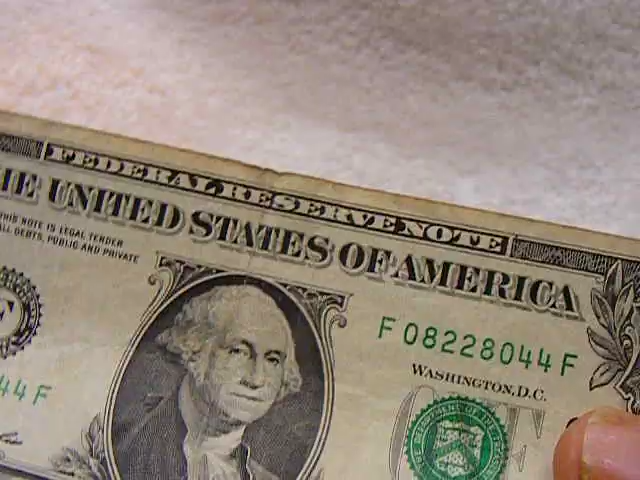 FEDERAL RESERVE NOTE
HE UNITED STATES OF AMERICA
THIS NOTE IS LEGAL TENDER
ALL DEBTS, PUBLIC AND PRIVATE
F 08228044 F
WASHINGTON, D.C.
F
44 F